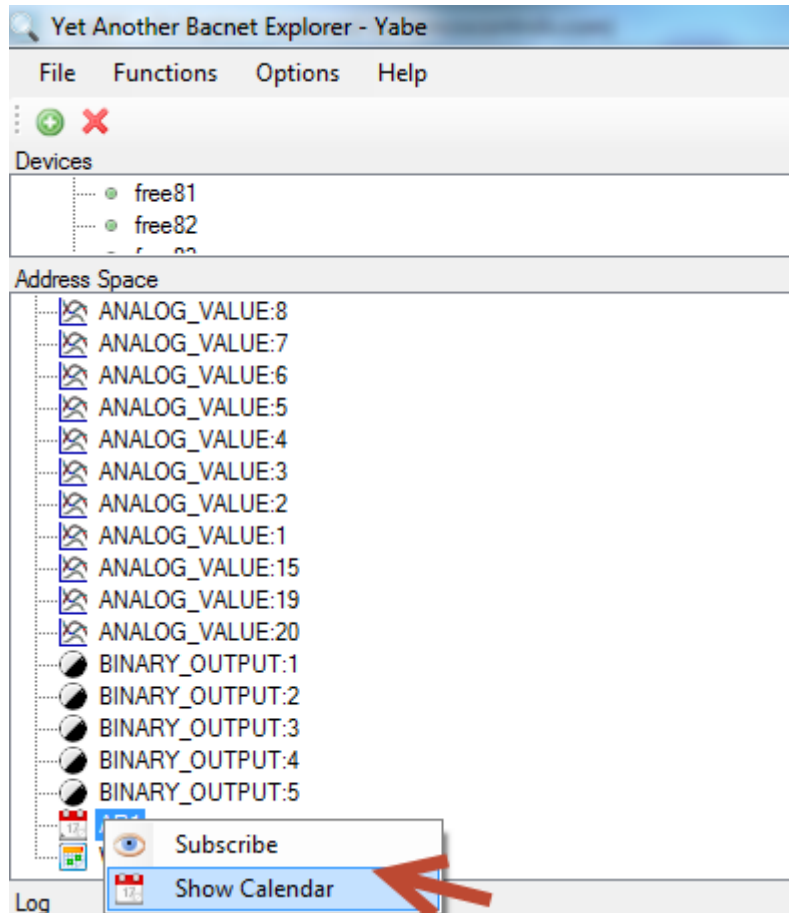 Yet Another Bacnet Explorer - Yabe
File Functions Options Help
Devices
free81
free82
Address Space
ANALOG_VALUE:8
ANALOG_VALUE:7
ANALOG_VALUE:6
ANALOG_VALUE:5
ANALOG_VALUE:4
ANALOG_VALUE:3
ANALOG_VALUE:2
ANALOG_VALUE:1
ANALOG_VALUE:15
ANALOG_VALUE:19
ANALOG_VALUE:20
BINARY_OUTPUT:1
BINARY_OUTPUT:2
BINARY_OUTPUT:3
BINARY_OUTPUT:4
BINARY_OUTPUT:5
Subscribe
Show Calendar
Log